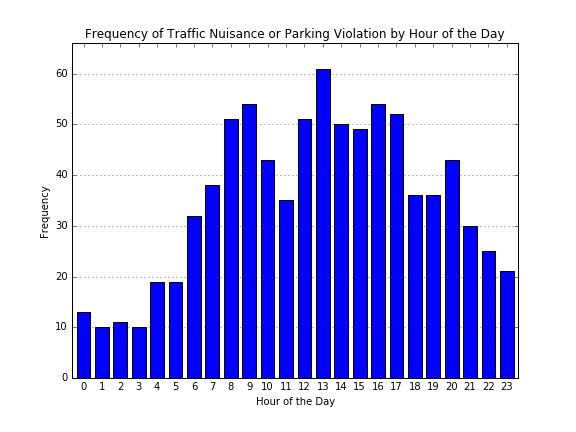 Frequency of Traffic Nuisance or Parking Violation by Hour of the Day
60
50
40
30
20
10
0
Frequency
0 1 2 3 4 5 6 7 8 9 10 11 12 13 14 15 16 17 18 19 20 21 22 23
Hour of the Day